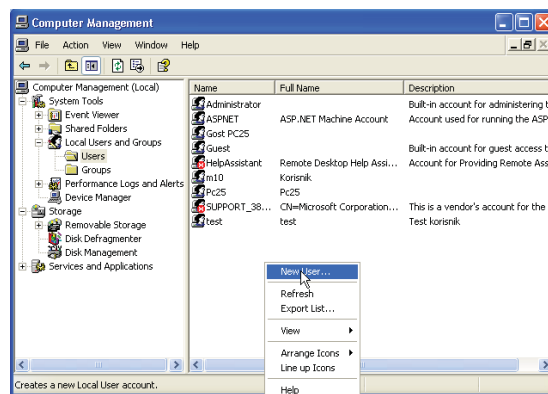 Computer Management
File Action View Window Help
Computer Management (Local)
System Tools
Event Viewer
Shared Folders
Local Users and Groups
Users
Groups
Performance Logs and Alerts
Device Manager
Storage
Removable Storage
Disk Defragmenter
Disk Management
Services and Applications
Name Full Name Description
Administrator Built-in account for administering t
ASPNET ASP.NET Machine Account Account used for running the ASP
Gost PC25
Guest Built-in account for guest access t
HelpAssistant Remote Desktop Help Assi... Account for Providing Remote Ass
m10 Korisnik
Pc25 Pc25
SUPPORT_38... CN=Microsoft Corporation... This is a vendor's account for the
test test Test korisnik
New User...
Refresh
Export List...
View
Arrange Icons
Line up Icons
Help
Creates a new Local User account.